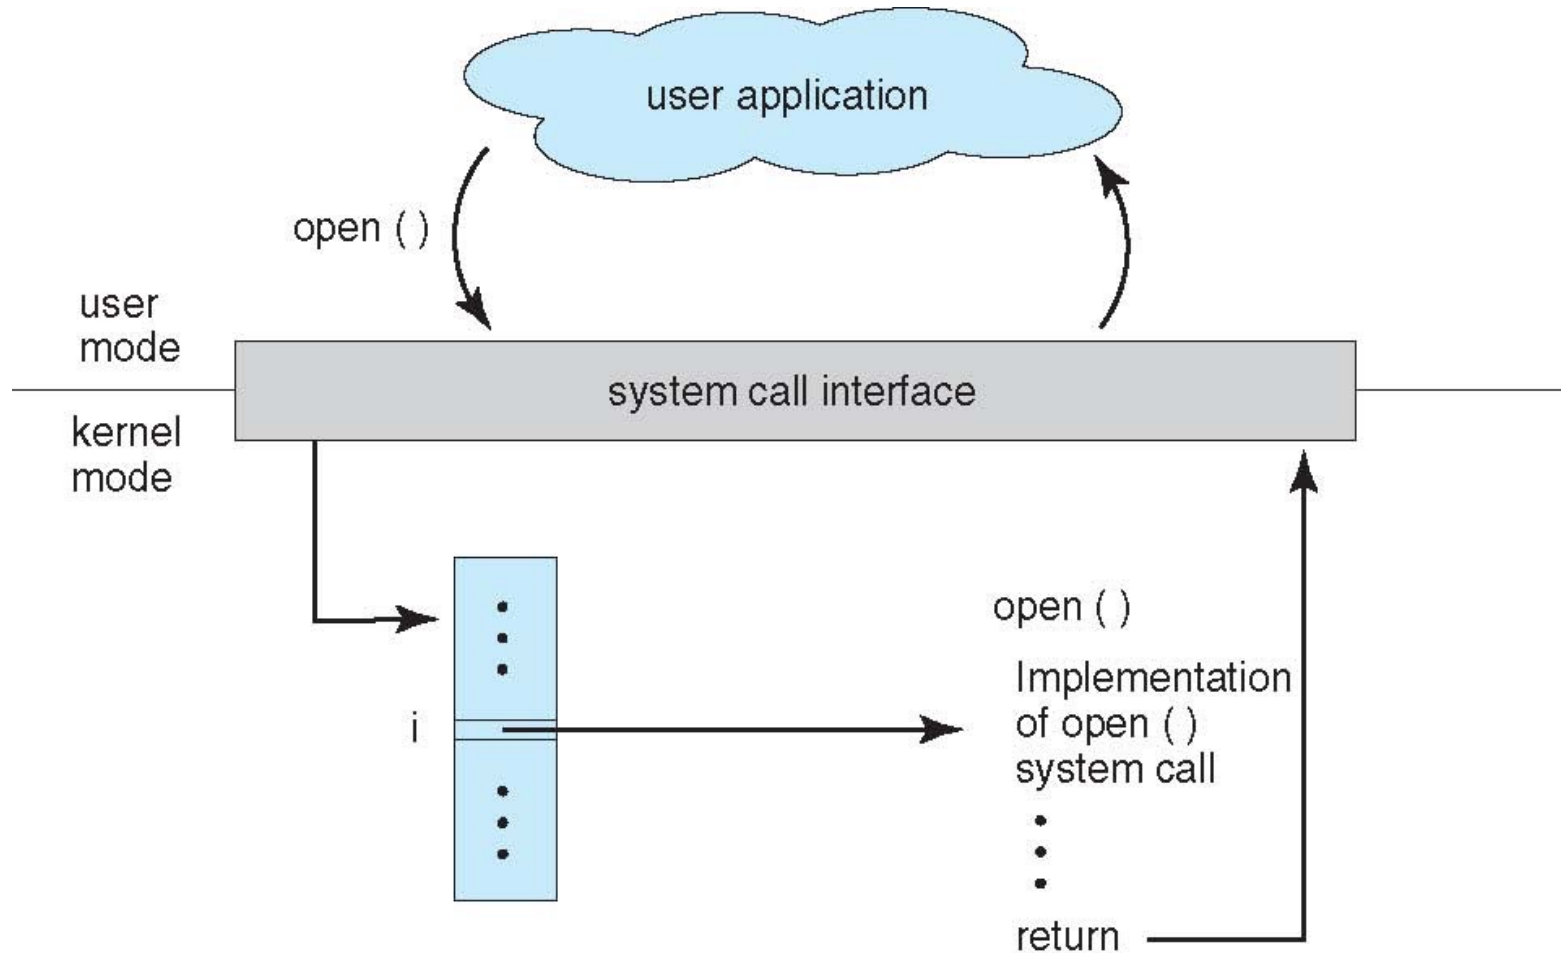 user application
open ( )
user
mode
system call interface
kernel
mode
open ( )
Implementation
i
of open ( )
system call
return